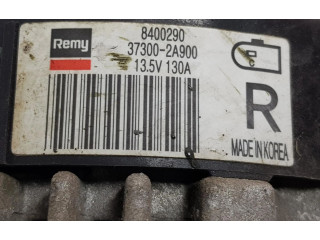 Remy
8400290
37300-2A900
13.5V 130A
R
MADE IN KOREA